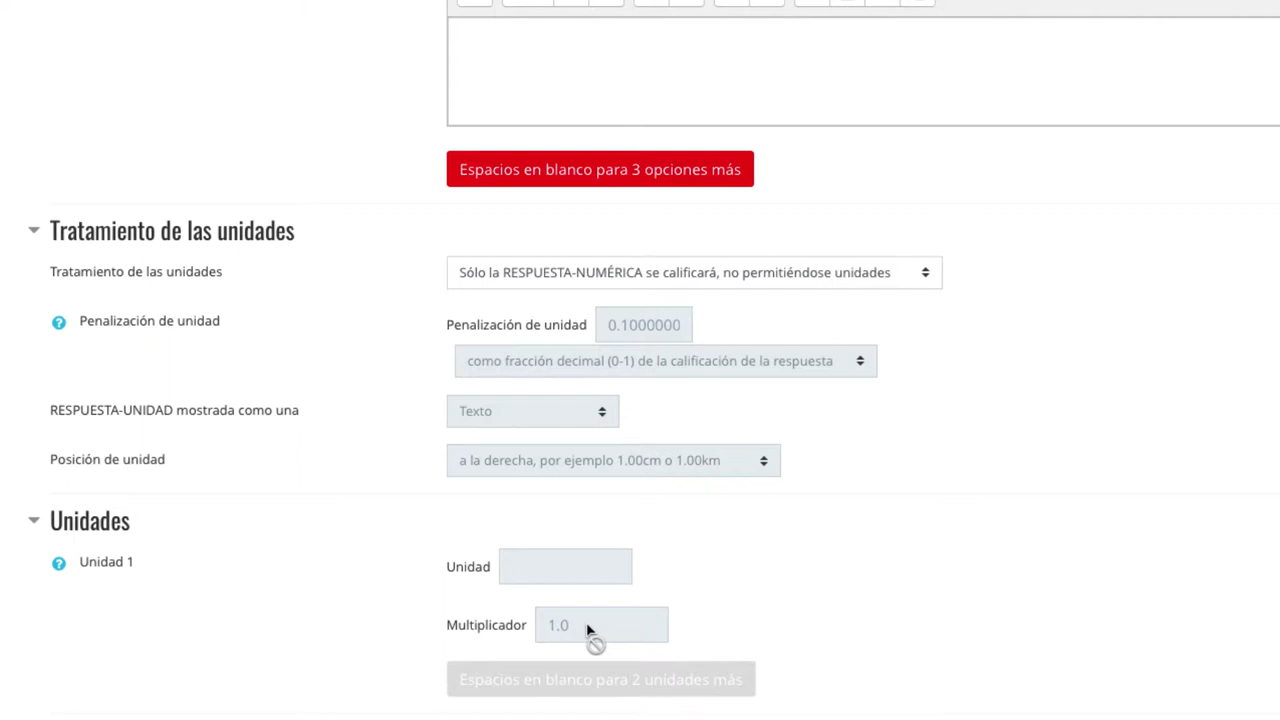 Espacios en blanco para 3 opciones más
Tratamiento de las unidades
Tratamiento de las unidades
Sólo la RESPUESTA-NUMÉRICA se calificará, no permitiéndose unidades
Penalización de unidad
Penalización de unidad 0.1000000
como fracción decimal (0-1) de la calificación de la respuesta
RESPUESTA-UNIDAD mostrada como una
Texto
Posición de unidad
a la derecha, por ejemplo 1.00cm o 1.00km
Unidades
Unidad 1
Unidad
Multiplicador 1.0
Espacios en blanco para 2 unidades más